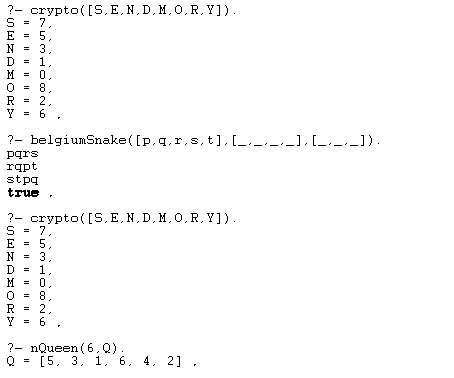 ?- crypto([S,E,N,D,M,O,R,Y]).
S = 7,
E = 5,
N = 3,
D = 1,
M = 0,
O = 8,
R = 2,
Y = 6 .
?- belgiumSnake([p,q,r,s,t],[_,_,_,_],[_,_,_]).
pqrs
rqpt
stpq
true .
?- crypto([S,E,N,D,M,O,R,Y]).
S = 7,
E = 5,
N = 3,
D = 1,
M = 0,
O = 8,
R = 2,
Y = 6 .
?- nQueen(6,Q).
Q = [5, 3, 1, 6, 4, 2] .